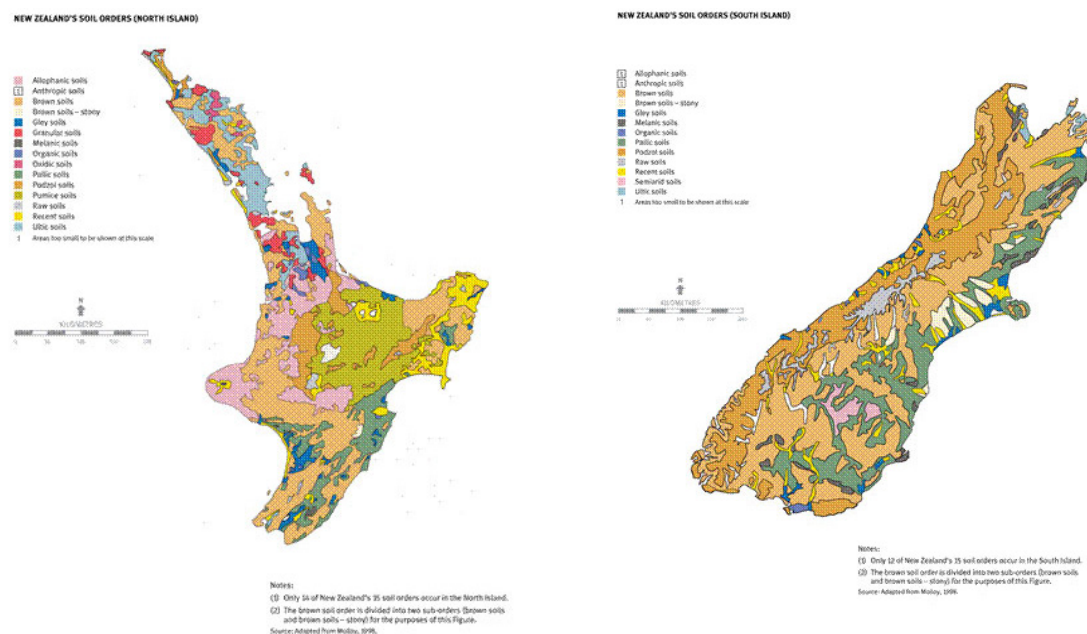 NEW ZEALAND'S SOIL ORDERS (NORTH ISLAND)
Allophanic soils
1 Anthropic soils
Brown soils
Brown soils – stony
Gley soils
Granular soils
Melanic soils
Organic soils
Oxidic soils
Pallic soils
Podzol soils
Pumice soils
Raw soils
Recent soils
Ultic soils
1 Areas too small to be shown at this scale
N
KILOMETRES
Notes:
(1) Only 14 of New Zealand's 15 soil orders occur in the North Island.
(2) The brown soil order is divided into two sub-orders (brown soils
and brown soils – stony) for the purposes of this Figure.
Source: Adapted from Molloy, 1998.
NEW ZEALAND'S SOIL ORDERS (SOUTH ISLAND)
1 Allophanic soils
1 Anthropic soils
Brown soils
Brown soils – stony
Gley soils
Melanic soils
Organic soils
Pallic soils
Podzol soils
Raw soils
Recent soils
Semiarid soils
Ultic soils
1 Areas too small to be shown at this scale
N
KILOMETRES
Notes:
(1) Only 12 of New Zealand's 15 soil orders occur in the South Island.
(2) The brown soil order is divided into two sub-orders (brown soils
and brown soils – stony) for the purposes of this Figure.
Source: Adapted from Molloy, 1998.